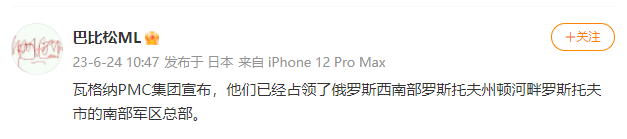 巴比松ML
+关注
23-6-24 10:47 发布于 日本 来自 iPhone 12 Pro Max
瓦格纳PMC集团宣布，他们已经占领了俄罗斯西南部罗斯托夫州顿河畔罗斯托夫
市的南部军区总部。